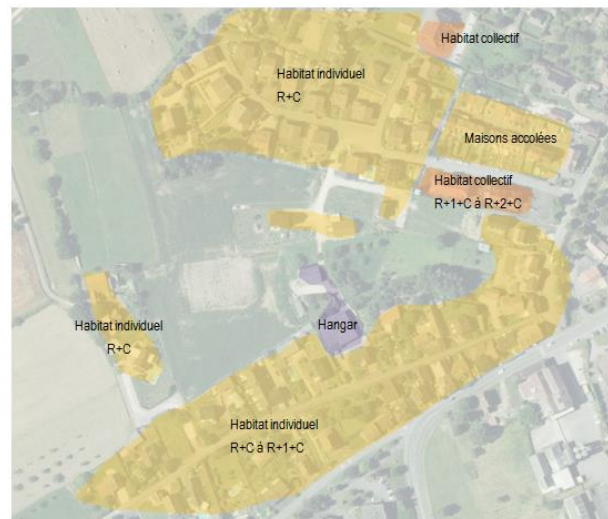 Habitat collectif
Habitat individuel
R+C
Maisons accolées
Habitat collectif
R+1+C à R+2+C
Habitat individuel
R+C
Hangar
Habitat individuel
R+C à R+1+C